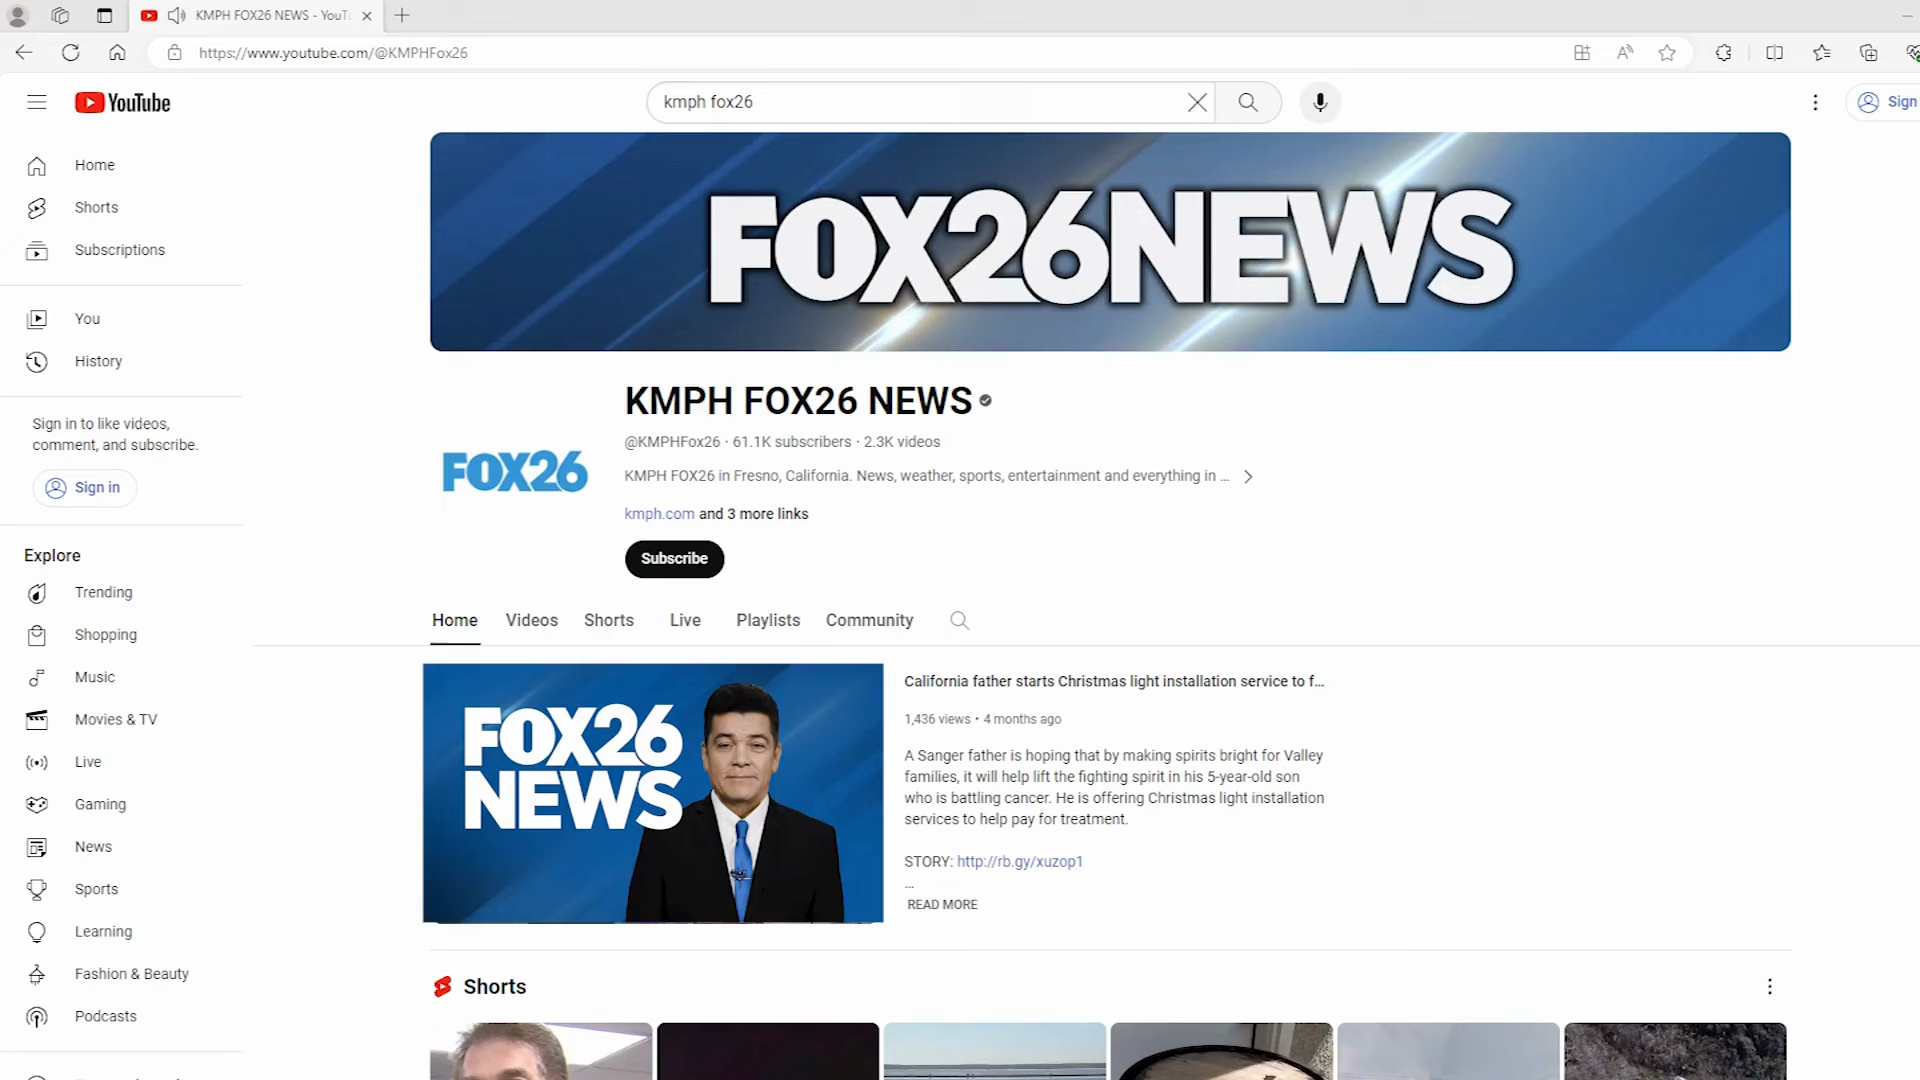 KMPH FOX26 NEWS - YouT
https://www.youtube.com/@KMPHFox26
YouTube
kmph fox26
Sign
Home
Shorts
Subscriptions
You
History
Sign in to like videos,
comment, and subscribe.
Sign in
Explore
Trending
Shopping
Music
Movies & TV
Live
Gaming
News
Sports
Learning
Fashion & Beauty
Podcasts
FOX26NEWS
FOX26
KMPH FOX26 NEWS
@KMPHFox26 · 61.1K subscribers · 2.3K videos
KMPH FOX26 in Fresno, California. News, weather, sports, entertainment and everything in ...
kmph.com and 3 more links
Subscribe
Home Videos Shorts Live Playlists Community
FOX26
NEWS
California father starts Christmas light installation service to f...
1,436 views • 4 months ago
A Sanger father is hoping that by making spirits bright for Valley
families, it will help lift the fighting spirit in his 5-year-old son
who is battling cancer. He is offering Christmas light installation
services to help pay for treatment.
STORY: http://rb.gy/xuzop1
...
READ MORE
Shorts